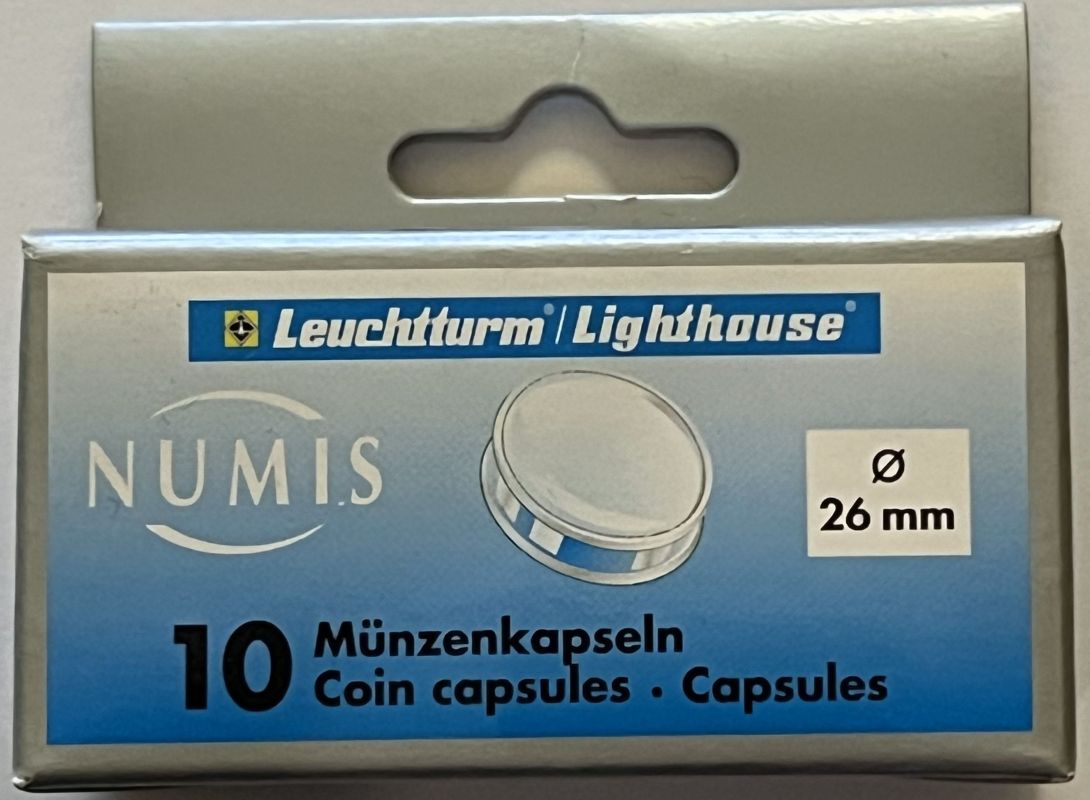 Leuchtturm® / Lighthouse®
NUMIS
Ø
26 mm
10 Münzenkapseln
Coin capsules • Capsules